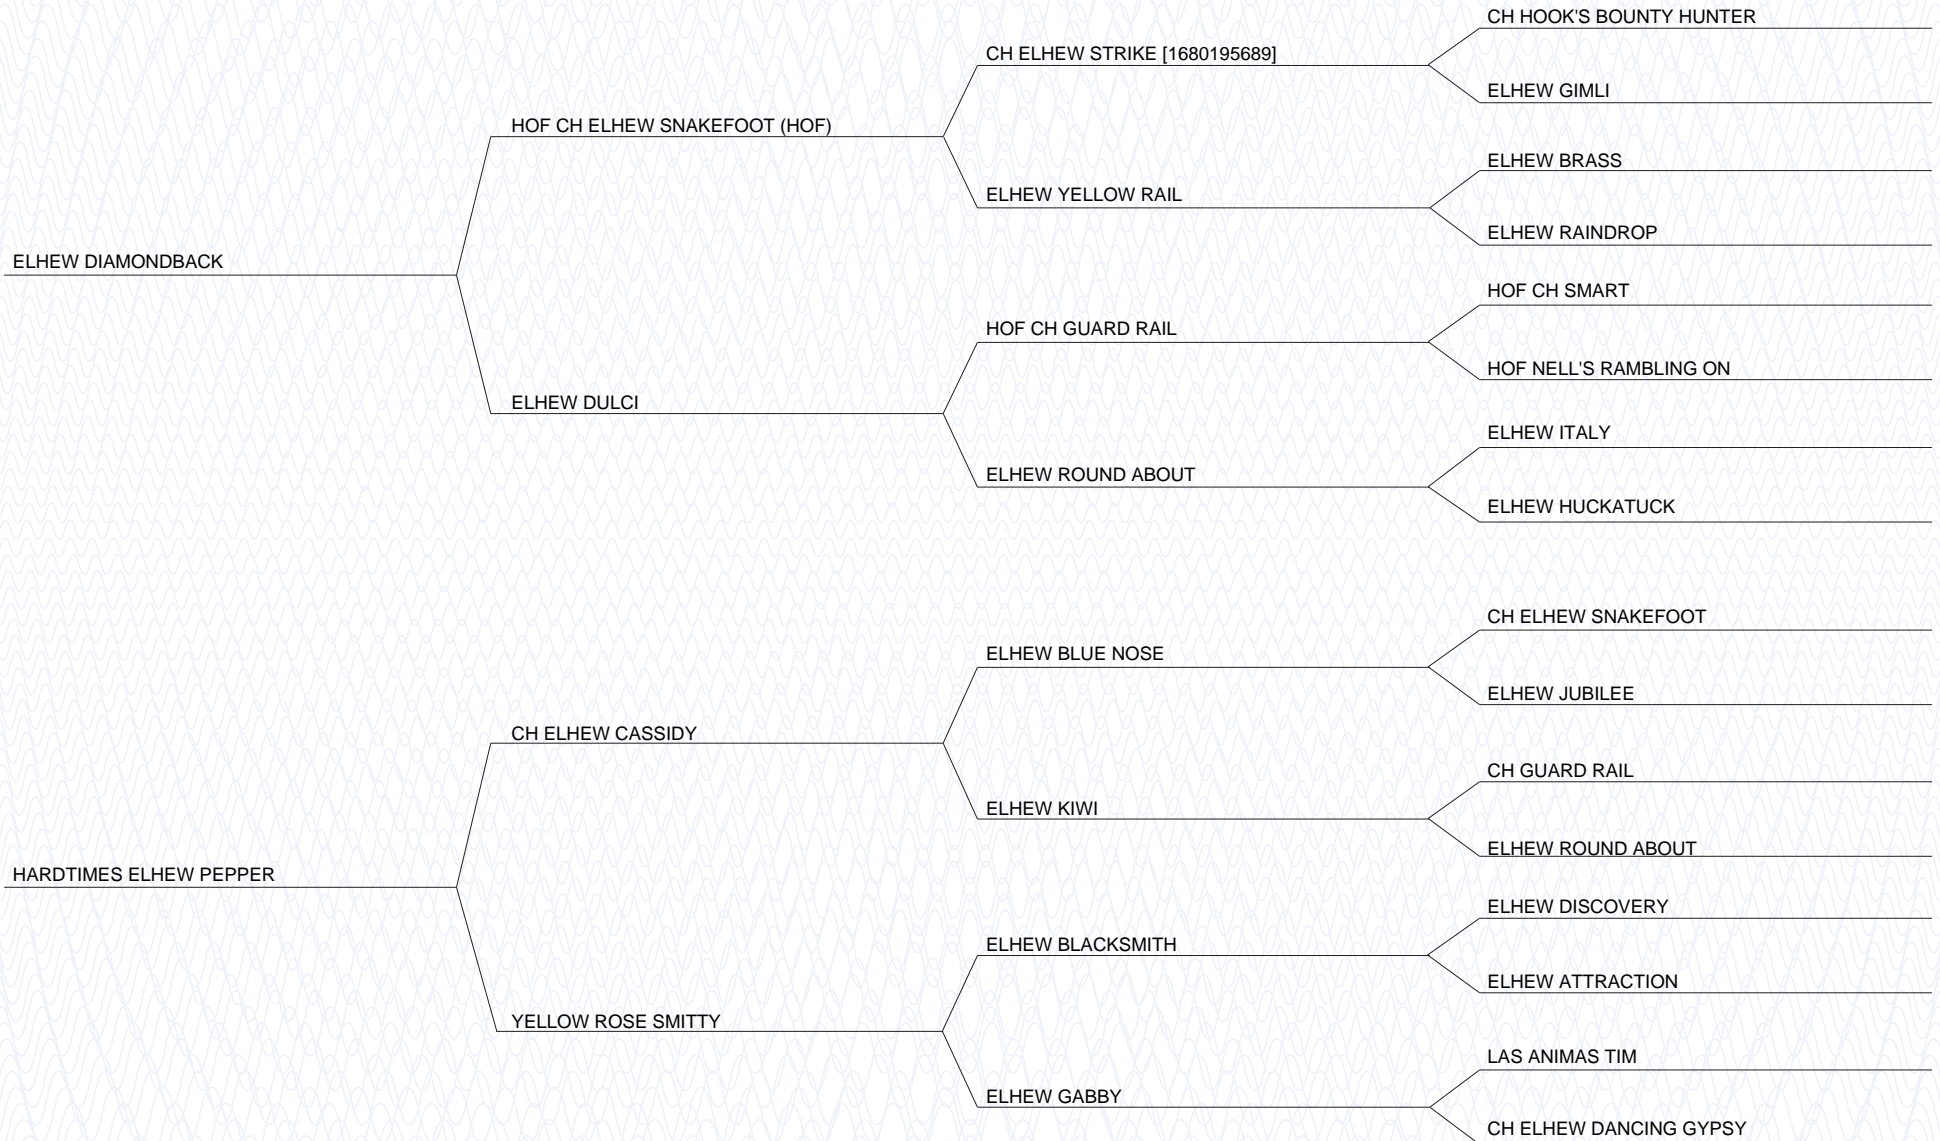 CH HOOK'S BOUNTY HUNTER
CH ELHEW STRIKE [1680195689]
ELHEW GIMLI
HOF CH ELHEW SNAKEFOOT (HOF)
ELHEW BRASS
ELHEW YELLOW RAIL
ELHEW RAINDROP
ELHEW DIAMONDBACK
HOF CH SMART
HOF CH GUARD RAIL
HOF NELL'S RAMBLING ON
ELHEW DULCI
ELHEW ITALY
ELHEW ROUND ABOUT
ELHEW HUCKATUCK
CH ELHEW SNAKEFOOT
ELHEW BLUE NOSE
ELHEW JUBILEE
CH ELHEW CASSIDY
CH GUARD RAIL
ELHEW KIWI
ELHEW ROUND ABOUT
HARDTIMES ELHEW PEPPER
ELHEW DISCOVERY
ELHEW BLACKSMITH
ELHEW ATTRACTION
YELLOW ROSE SMITTY
LAS ANIMAS TIM
ELHEW GABBY
CH ELHEW DANCING GYPSY